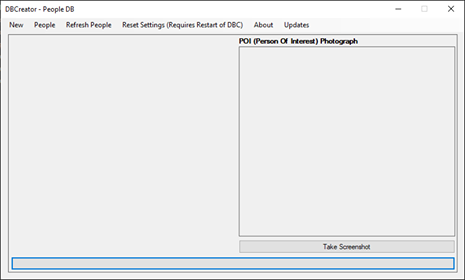 DBCreator - People DB
New People Refresh People Reset Settings (Requires Restart of DBC) About Updates
POI (Person Of Interest) Photograph
Take Screenshot